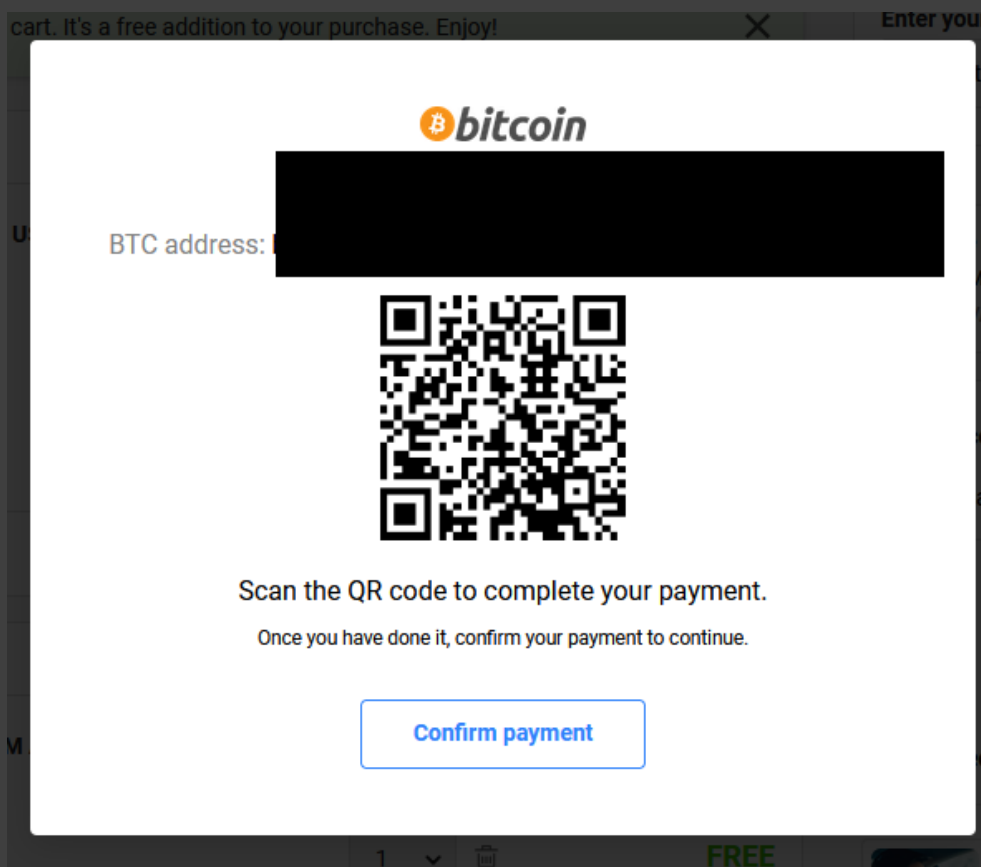 cart. It's a free addition to your purchase. Enjoy!
Enter you
bitcoin
BTC address:
Scan the QR code to complete your payment.
Once you have done it, confirm your payment to continue.
Confirm payment
M
1
FREE